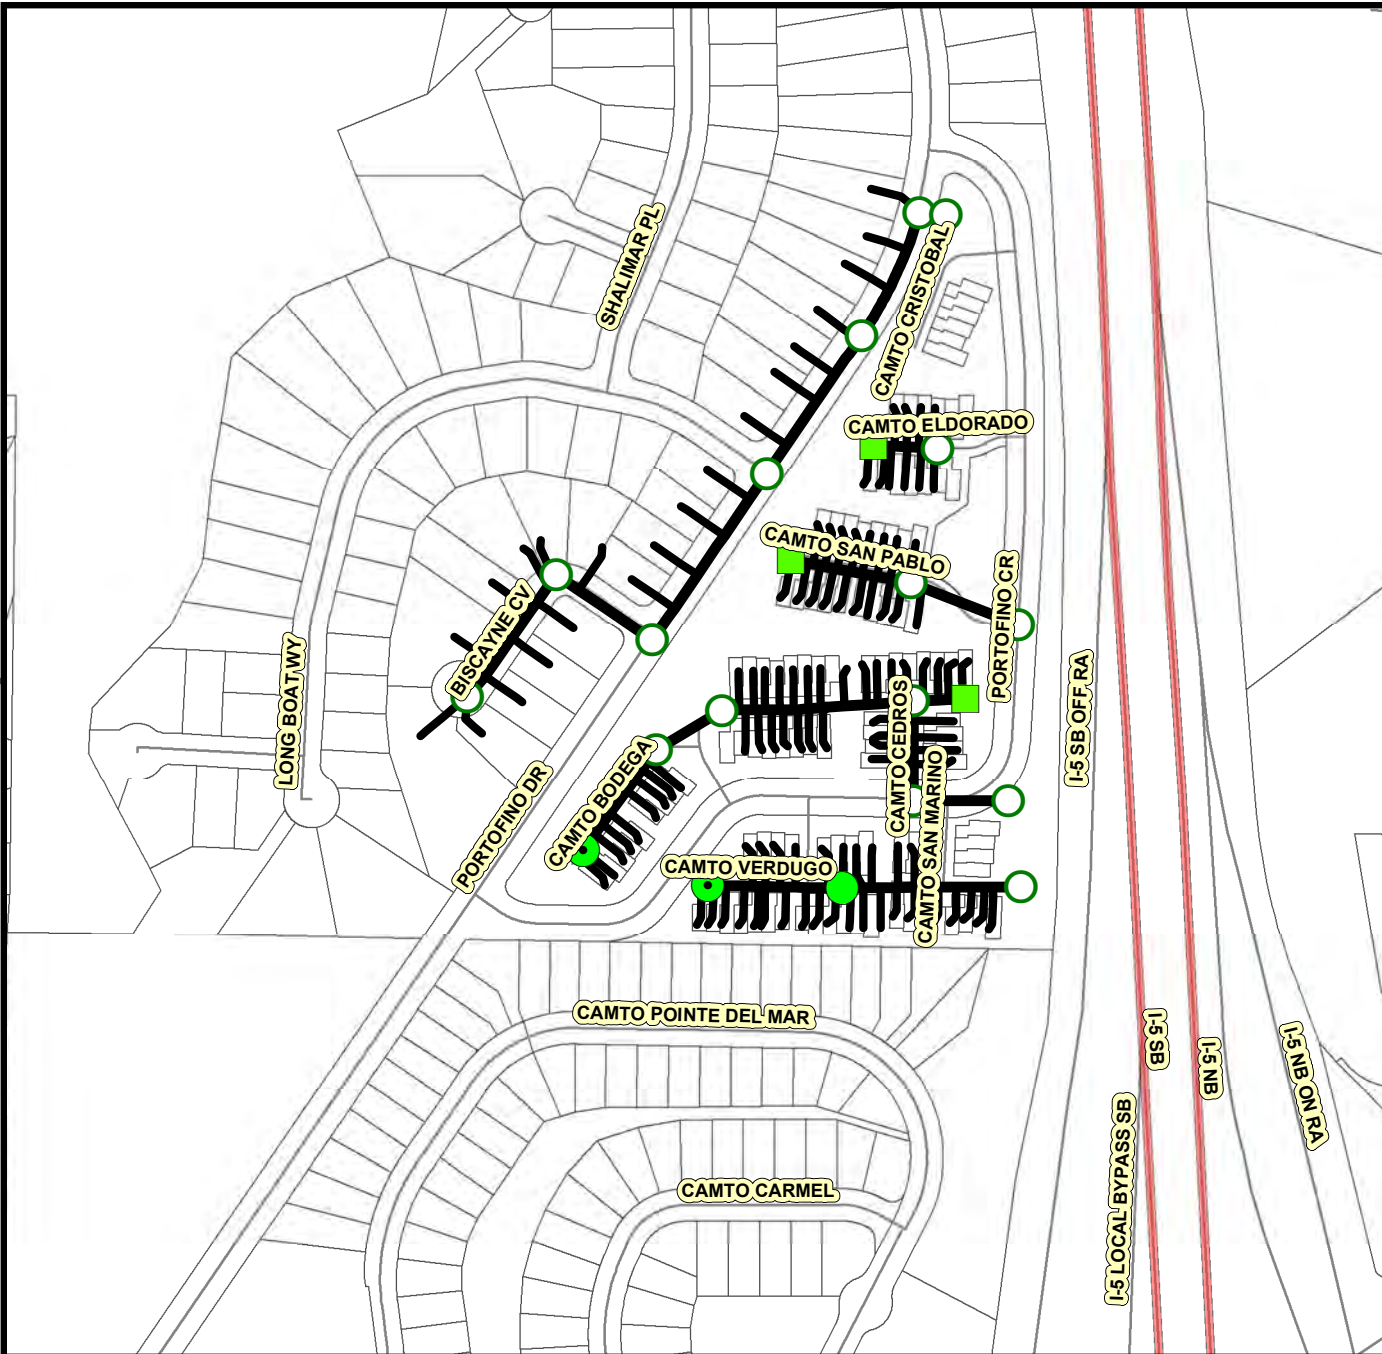 SHALIMAR PL
CAMTO CRISTOBAL
CAMTO ELDORADO
CAMTO SAN PABLO
PORTOFINO CR
BISCAYNE CV
LONG BOAT WY
I-5 SB OFF RA
CAMTO CEDROS
CAMTO BODEGA
CAMTO SAN MARINO
PORTOFINO DR
CAMTO VERDUGO
CAMTO POINTE DEL MAR
I-5 SB
I-5 NB
I-5 NB ON RA
I-5 LOCAL BYPASS SB
CAMTO CARMEL